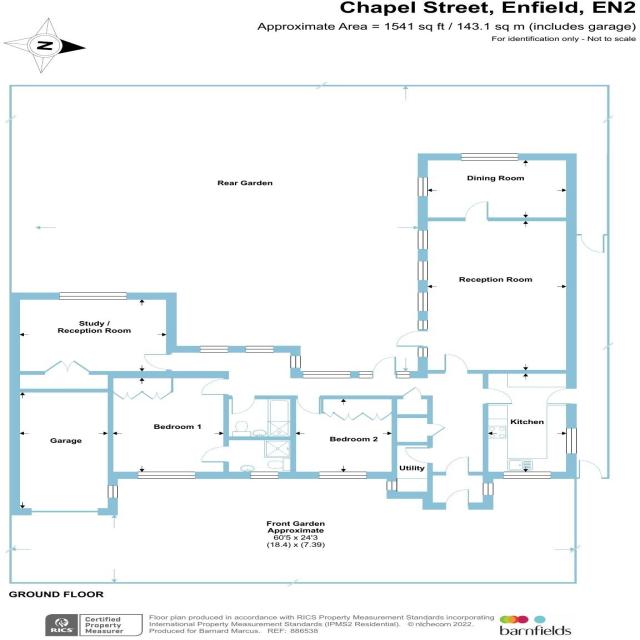 Chapel Street, Enfield, EN2
Approximate Area = 1541 sq ft / 143.1 sq m (includes garage)
For identification only - Not to scale
N
Rear Garden
Dining Room
Reception Room
Study /
Reception Room
Garage
Bedroom 1
Bedroom 2
Kitchen
Utility
Front Garden
Approximate
60'5 x 24'3
(18.4) x (7.39)
GROUND FLOOR
RICS
Certified
Property
Measurer
Floor plan produced in accordance with RICS Property Measurement Standards incorporating
International Property Measurement Standards (IPMS2 Residential). © nichecom 2022.
Produced for Barnard Marcus. REF: 886538
barnfields